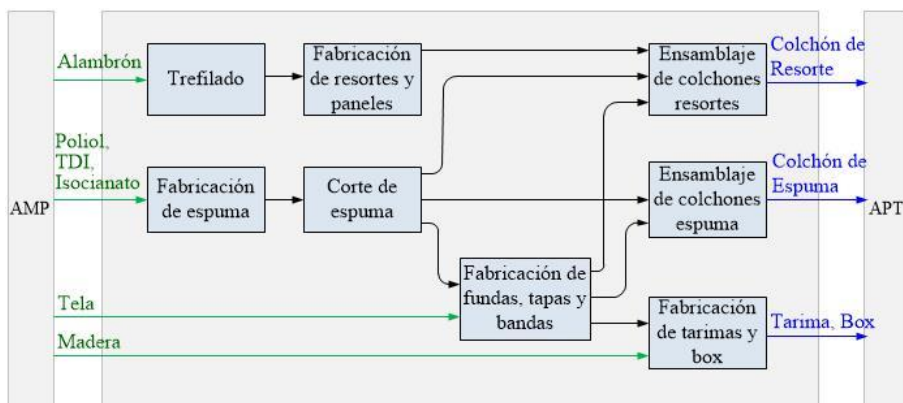 AMP
Alambrón
Trefilado
Fabricación
de resortes y
paneles
Ensamblaje
de colchones
resortes
Colchón de
Resorte
Poliol,
TDI,
Isocianato
Fabricación
de espuma
Corte de
espuma
Ensamblaje
de colchones
espuma
Colchón de
Espuma
APT
Tela
Fabricación de
fundas, tapas y
bandas
Madera
Fabricación
de tarimas y
box
Tarima, Box